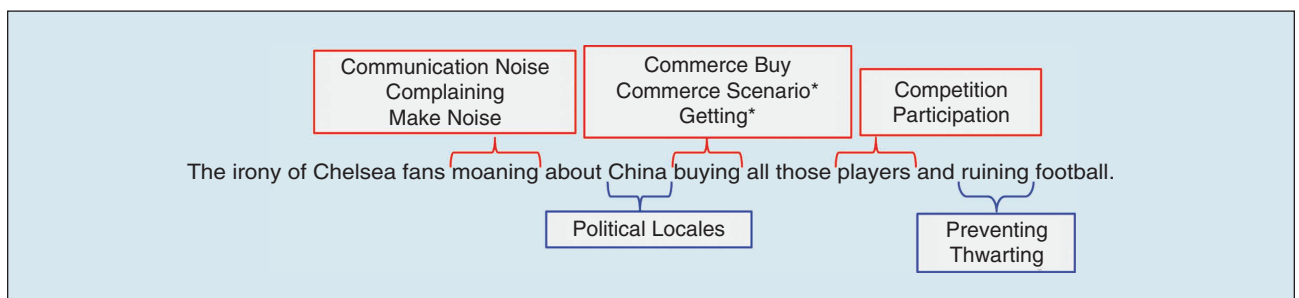 Communication Noise
Complaining
Make Noise
Commerce Buy
Commerce Scenario*
Getting*
Competition
Participation
The irony of Chelsea fans moaning about China buying all those players and ruining football.
Political Locales
Preventing
Thwarting